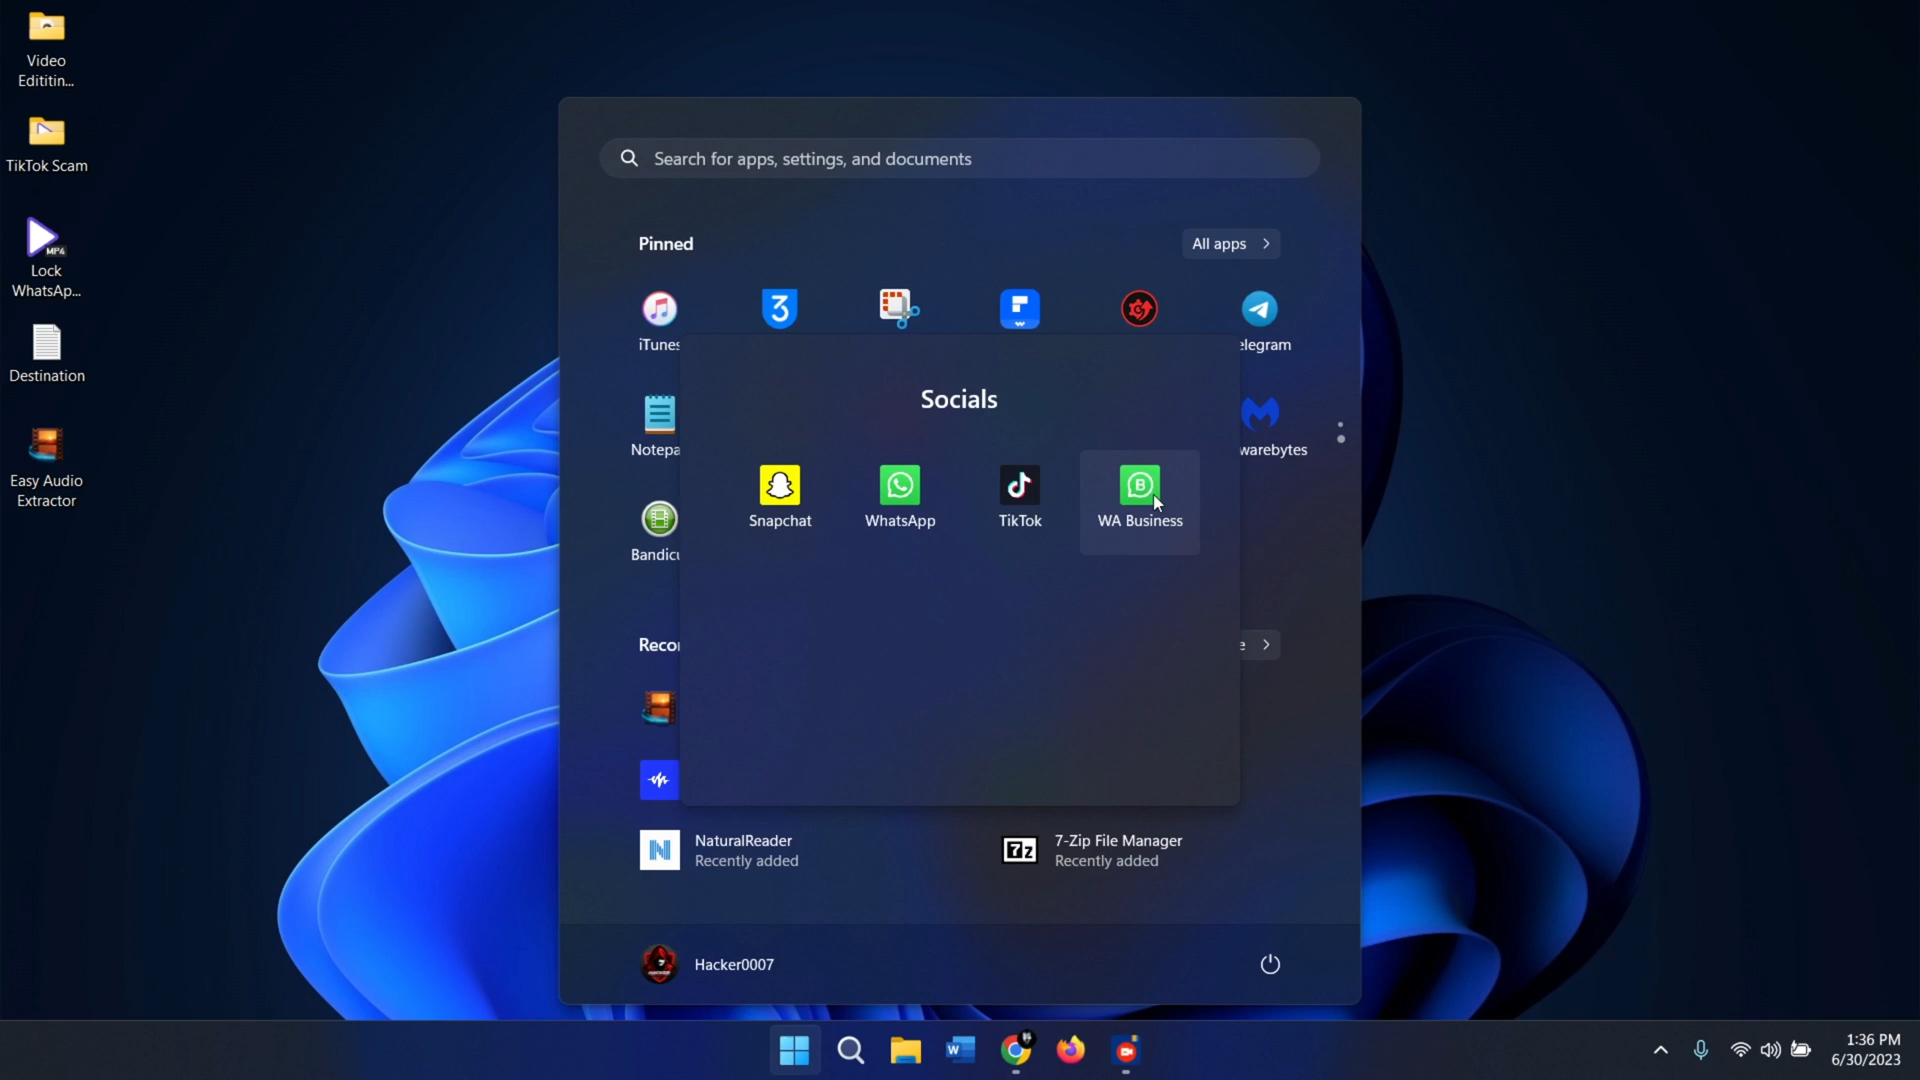 Video
Edititin...
TikTok Scam
MP4
Lock
WhatsAp...
Destination
Easy Audio
Extractor
Search for apps, settings, and documents
Pinned
All apps
iTunes
elegram
Socials
Notepa
warebytes
Snapchat
WhatsApp
TikTok
WA Business
Bandicu
Recor
e
NaturalReader
Recently added
7z
7-Zip File Manager
Recently added
Hacker0007
1:36 PM
6/30/2023